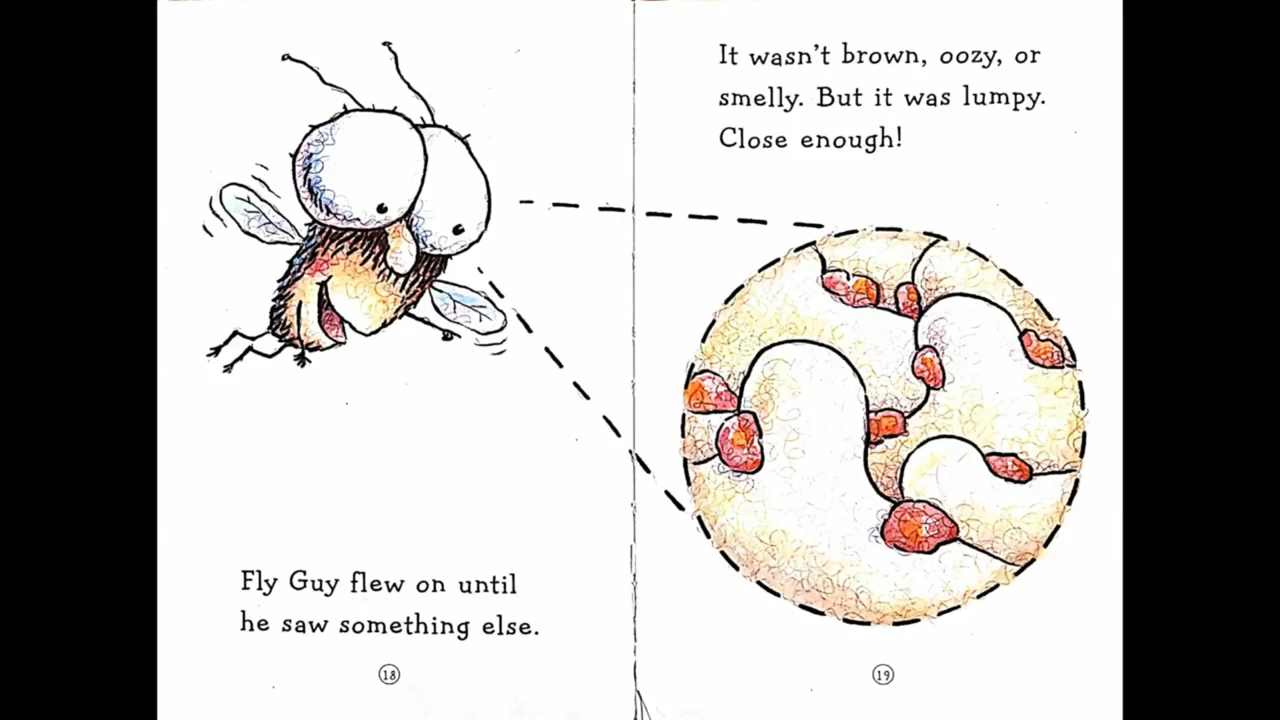 Fly Guy flew on until
he saw something else.
18
It wasn't brown, oozy, or
smelly. But it was lumpy.
Close enough!
19